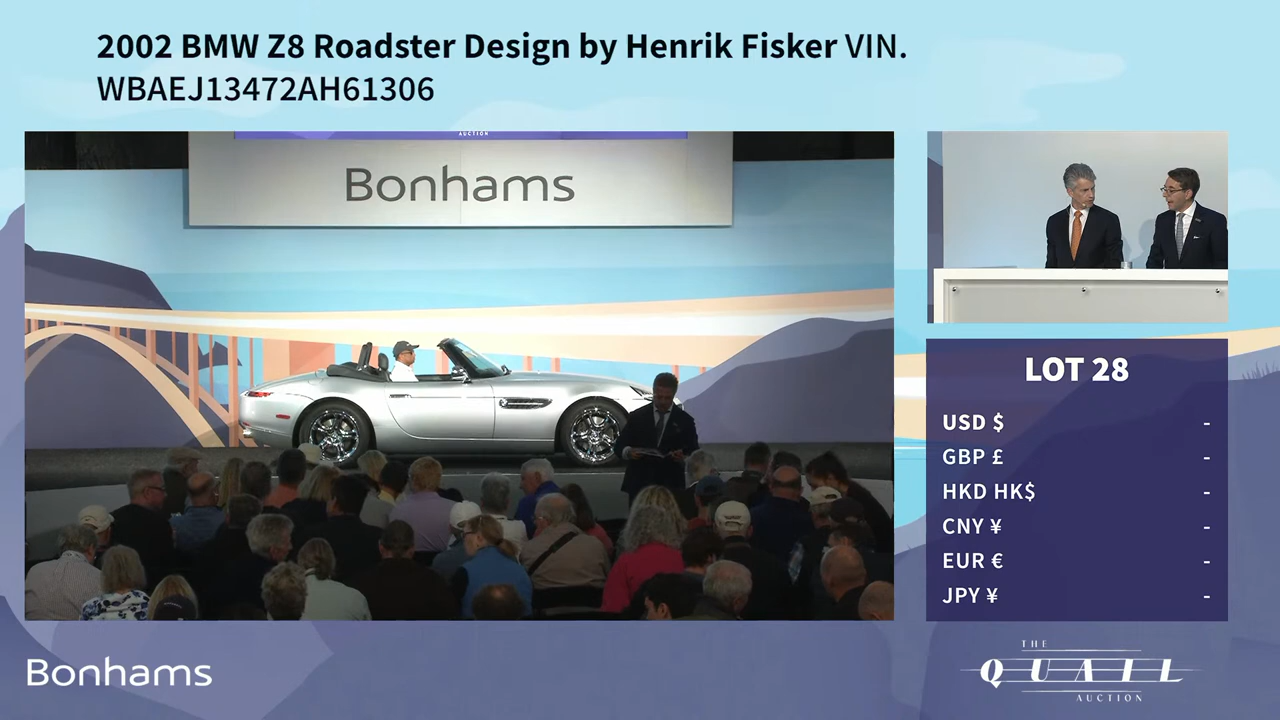 2002 BMW Z8 Roadster Design by Henrik Fisker VIN.
WBAEJ13472AH61306
AUCTION
Bonhams
LOT 28
USD $ -
GBP £ -
HKD HK$ -
CNY ¥ -
EUR € -
JPY ¥ -
Bonhams
THE
QUAIL
AUCTION